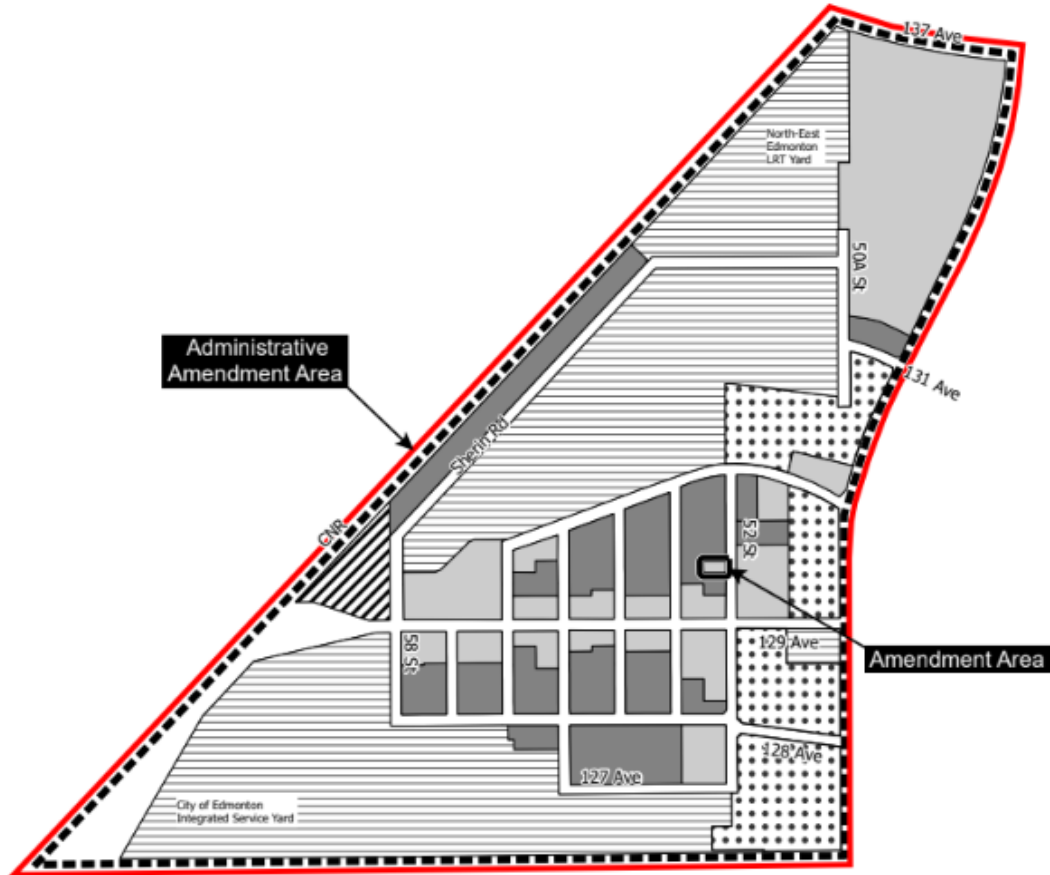 137 Ave
North-East
Edmonton
LRT Yard
50A St
Administrative
Amendment Area
131 Ave
Sherin Rd
CNR
52 St
58 St
129 Ave
Amendment Area
128 Ave
127 Ave
City of Edmonton
Integrated Service Yard